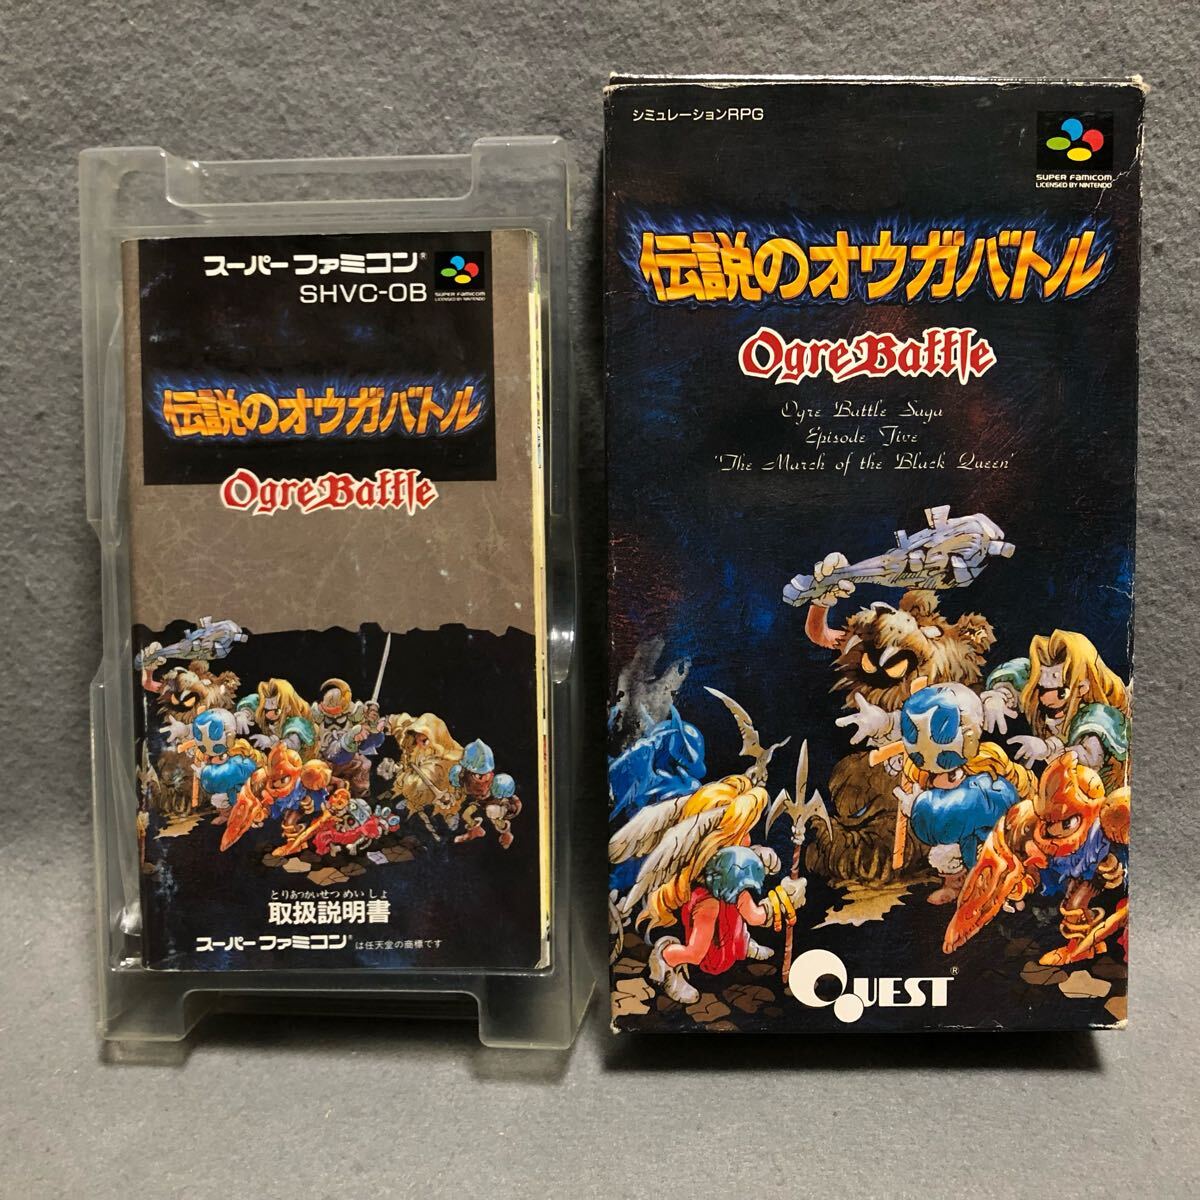 スーパーファミコン®
SHVC-OB
SUPER FAMICOM
LICENSED BY NINTENDO
伝説のオウガバトル
Ogre Battle
とりあつかいせつめいしょ
取扱説明書
スーパーファミコン®は任天堂の商標です
シミュレーションRPG
SUPER FAMICOM
LICENSED BY NINTENDO
伝説のオウガバトル
Ogre Battle
Ogre Battle Saga
Episode Five
"The March of the Black Queen"
QUEST®